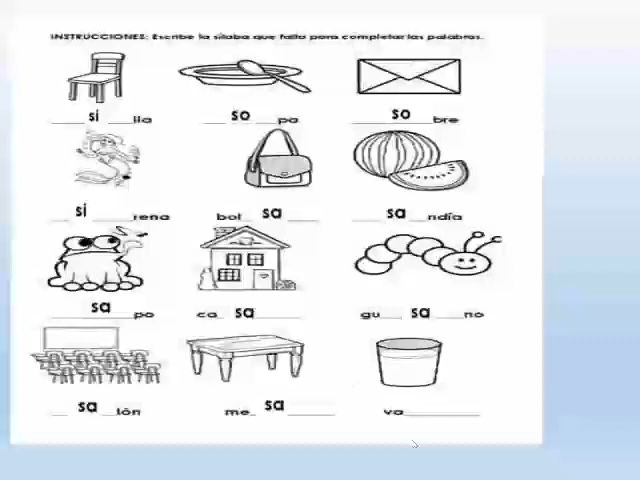 INSTRUCCIONES: Escribe la sílaba que falta para completar las palabras.
si lla so pa so bre
si rena bol sa sa ndía
sa po ca sa gu sa no
sa lón me sa va